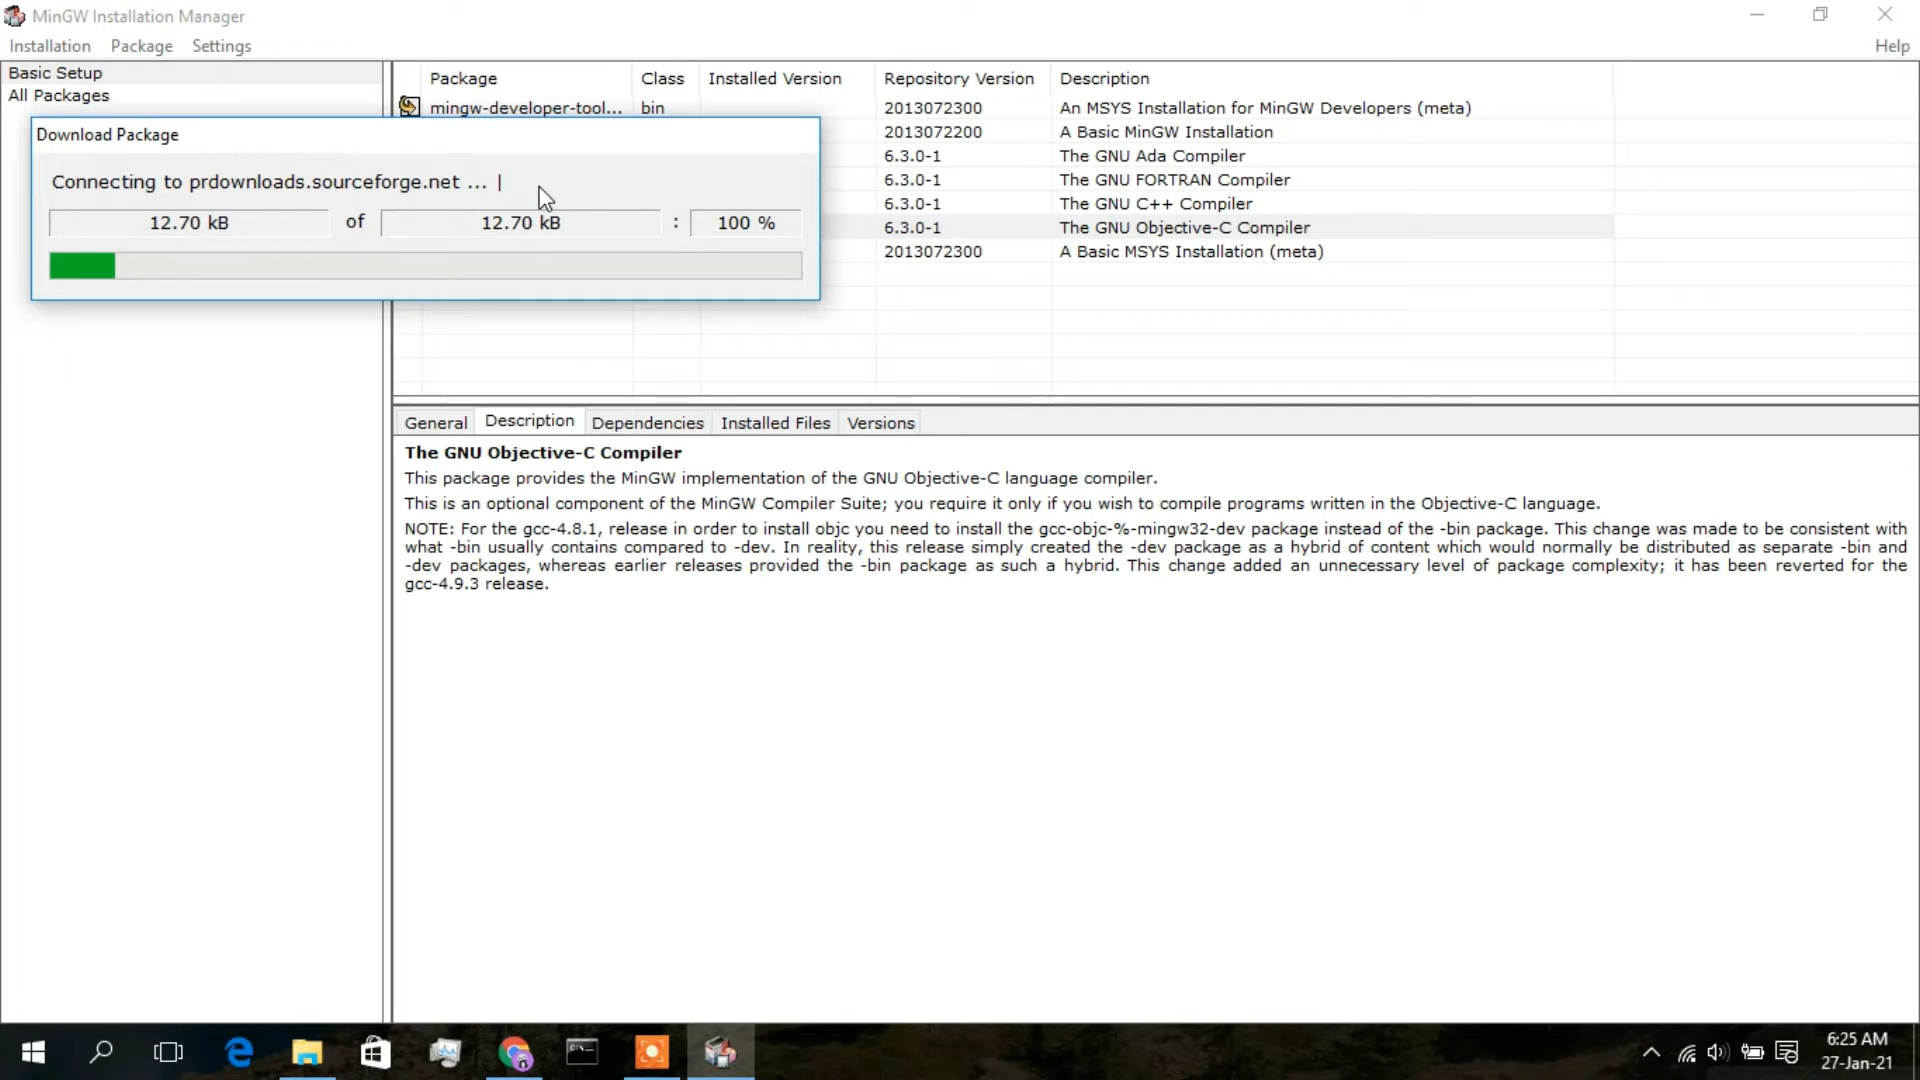 MinGW Installation Manager
Installation Package Settings Help
Basic Setup
All Packages
Package Class Installed Version Repository Version Description
mingw-developer-tool... bin 2013072300 An MSYS Installation for MinGW Developers (meta)
2013072200 A Basic MinGW Installation
6.3.0-1 The GNU Ada Compiler
6.3.0-1 The GNU FORTRAN Compiler
6.3.0-1 The GNU C++ Compiler
6.3.0-1 The GNU Objective-C Compiler
2013072300 A Basic MSYS Installation (meta)
Download Package
Connecting to prdownloads.sourceforge.net ... |
12.70 kB of 12.70 kB : 100 %
General Description Dependencies Installed Files Versions
The GNU Objective-C Compiler
This package provides the MinGW implementation of the GNU Objective-C language compiler.
This is an optional component of the MinGW Compiler Suite; you require it only if you wish to compile programs written in the Objective-C language.
NOTE: For the gcc-4.8.1, release in order to install objc you need to install the gcc-objc-%-mingw32-dev package instead of the -bin package. This change was made to be consistent with
what -bin usually contains compared to -dev. In reality, this release simply created the -dev package as a hybrid of content which would normally be distributed as separate -bin and
-dev packages, whereas earlier releases provided the -bin package as such a hybrid. This change added an unnecessary level of package complexity; it has been reverted for the
gcc-4.9.3 release.
6:25 AM
27-Jan-21